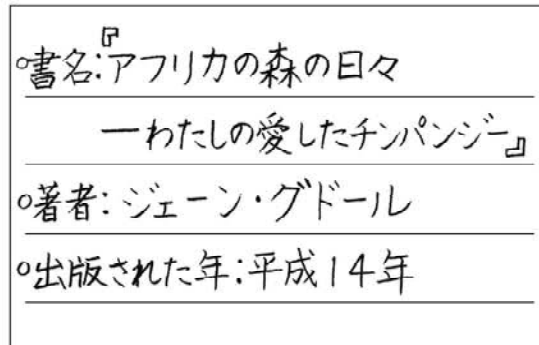 ○書名:『アフリカの森の日々
―わたしの愛したチンパンジー』
○著者:ジェーン・グドール
○出版された年:平成14年